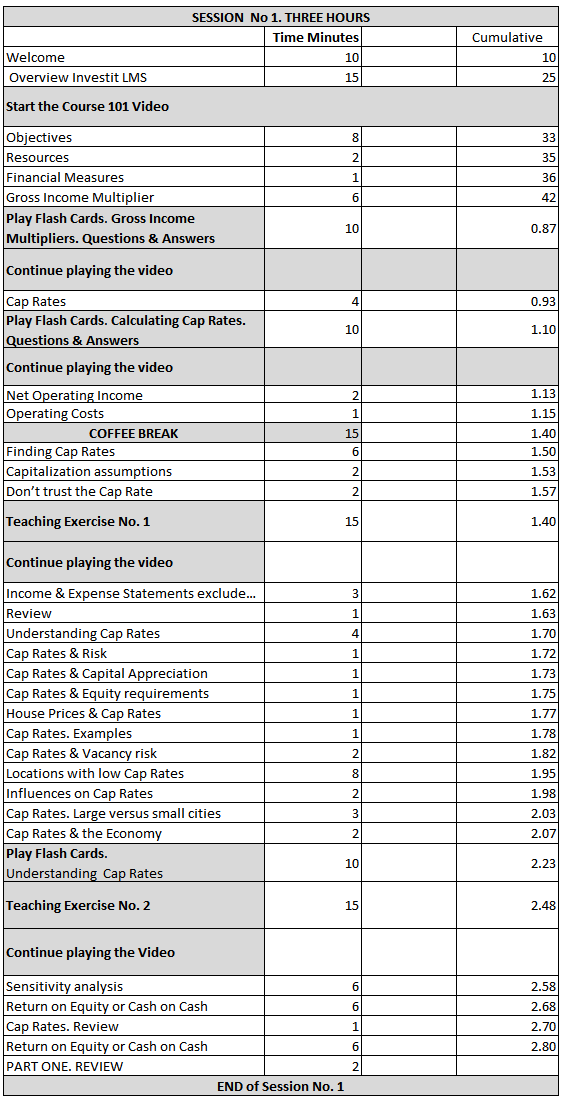 SESSION No 1. THREE HOURS
Time Minutes Cumulative
Welcome 10 10
Overview Investit LMS 15 25
Start the Course 101 Video
Objectives 8 33
Resources 2 35
Financial Measures 1 36
Gross Income Multiplier 6 42
Play Flash Cards. Gross Income
Multipliers. Questions & Answers 10 0.87
Continue playing the video
Cap Rates 4 0.93
Play Flash Cards. Calculating Cap Rates.
Questions & Answers 10 1.10
Continue playing the video
Net Operating Income 2 1.13
Operating Costs 1 1.15
COFFEE BREAK 15 1.40
Finding Cap Rates 6 1.50
Capitalization assumptions 2 1.53
Don’t trust the Cap Rate 2 1.57
Teaching Exercise No. 1 15 1.40
Continue playing the video
Income & Expense Statements exclude… 3 1.62
Review 1 1.63
Understanding Cap Rates 4 1.70
Cap Rates & Risk 1 1.72
Cap Rates & Capital Appreciation 1 1.73
Cap Rates & Equity requirements 1 1.75
House Prices & Cap Rates 1 1.77
Cap Rates. Examples 1 1.78
Cap Rates & Vacancy risk 2 1.82
Locations with low Cap Rates 8 1.95
Influences on Cap Rates 2 1.98
Cap Rates. Large versus small cities 3 2.03
Cap Rates & the Economy 2 2.07
Play Flash Cards.
Understanding Cap Rates 10 2.23
Teaching Exercise No. 2 15 2.48
Continue playing the Video
Sensitivity analysis 6 2.58
Return on Equity or Cash on Cash 6 2.68
Cap Rates. Review 1 2.70
Return on Equity or Cash on Cash 6 2.80
PART ONE. REVIEW 2
END of Session No. 1